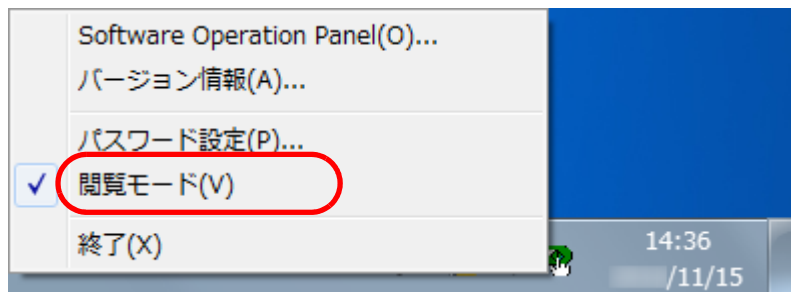 Software Operation Panel(O)...
バージョン情報(A)...
パスワード設定(P)...
閲覧モード(V)
終了(X)
14:36
/11/15